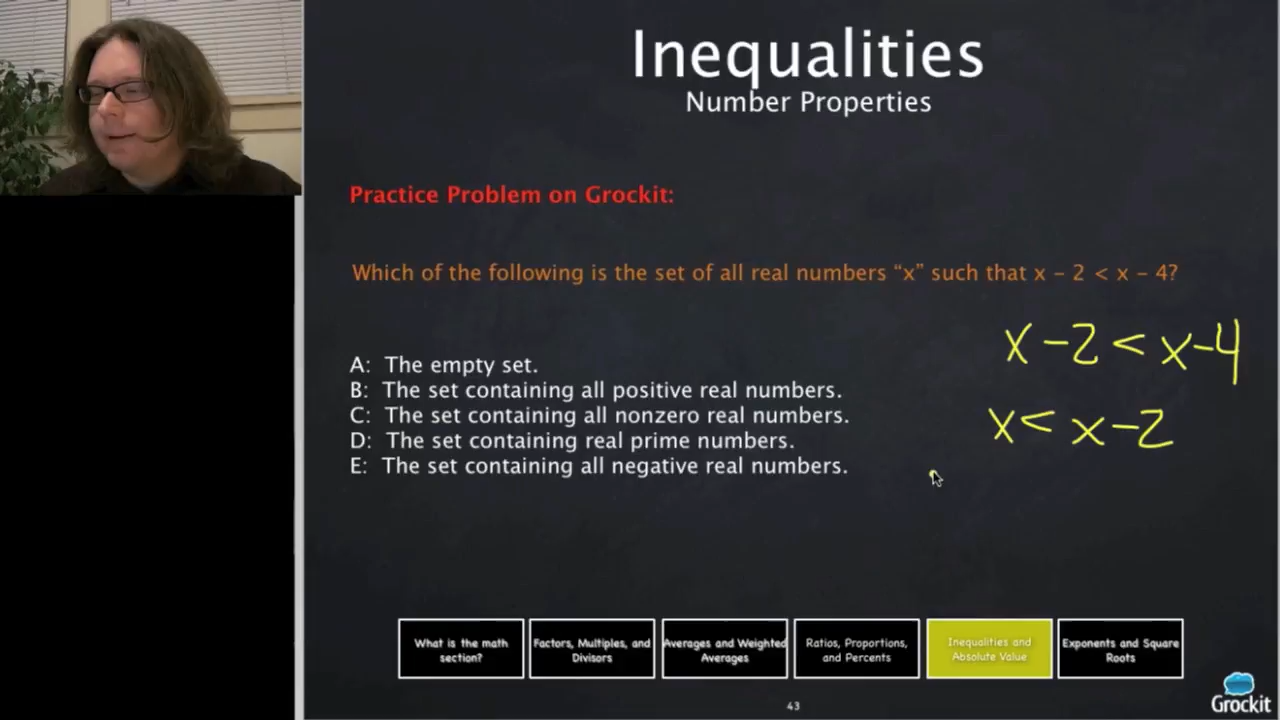 Inequalities
Number Properties
Practice Problem on Grockit:
Which of the following is the set of all real numbers “x” such that x – 2 < x – 4?
x-2 < x-4
A: The empty set.
B: The set containing all positive real numbers.
C: The set containing all nonzero real numbers.
x < x-2
D: The set containing real prime numbers.
E: The set containing all negative real numbers.
What is the math section?
Factors, Multiples, and Divisors
Averages and Weighted Averages
Ratios, Proportions, and Percents
Inequalities and Absolute Value
Exponents and Square Roots
43
Grockit